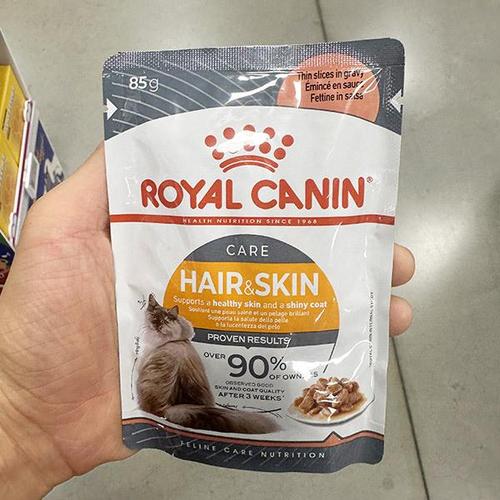 85g
Thin slices in gravy
Émincé en sauce
Fettine in salsa
ROYAL CANIN®
HEALTH NUTRITION SINCE 1968
CARE
HAIR&SKIN
Supports a healthy skin and a shiny coat
Soutient une peau saine et un pelage brillant
Supporta la salute della pelle
e la lucentezza del pelo
PROVEN RESULTS
OVER 90% OF OWNERS
OBSERVED GOOD
SKIN AND COAT QUALITY
AFTER 3 WEEKS
FELINE CARE NUTRITION